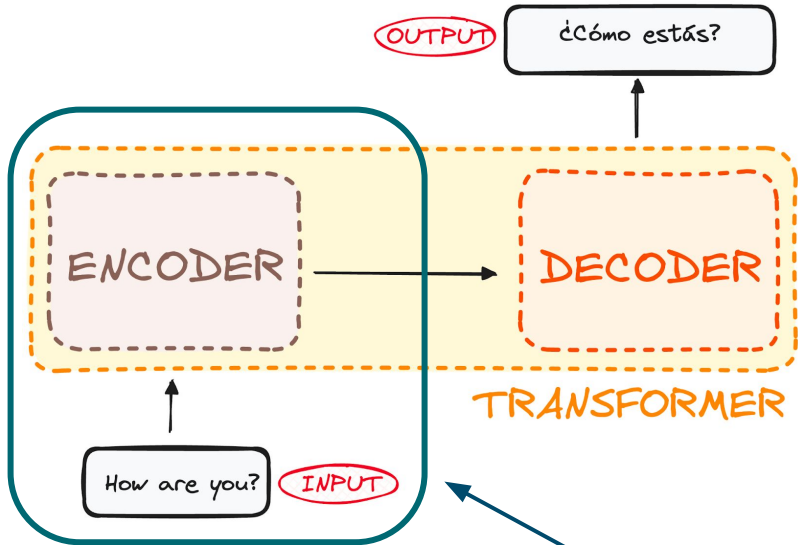 OUTPUT
¿Cómo estás?
ENCODER
DECODER
TRANSFORMER
How are you?
INPUT